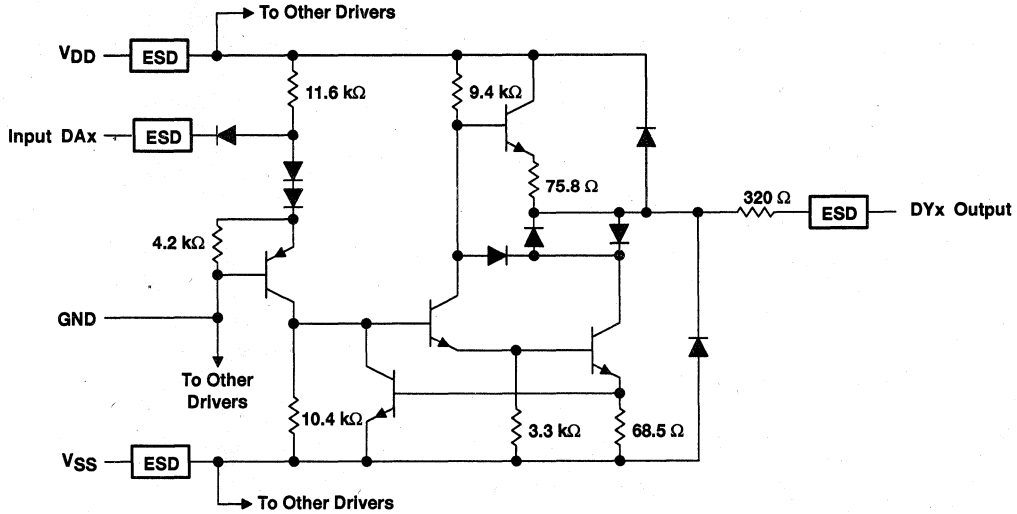 To Other Drivers
VDD
ESD
11.6 kΩ
9.4 kΩ
Input DAx
ESD
75.8 Ω
320 Ω
ESD
DYx Output
4.2 kΩ
GND
To Other
Drivers
10.4 kΩ
3.3 kΩ
68.5 Ω
VSS
ESD
To Other Drivers